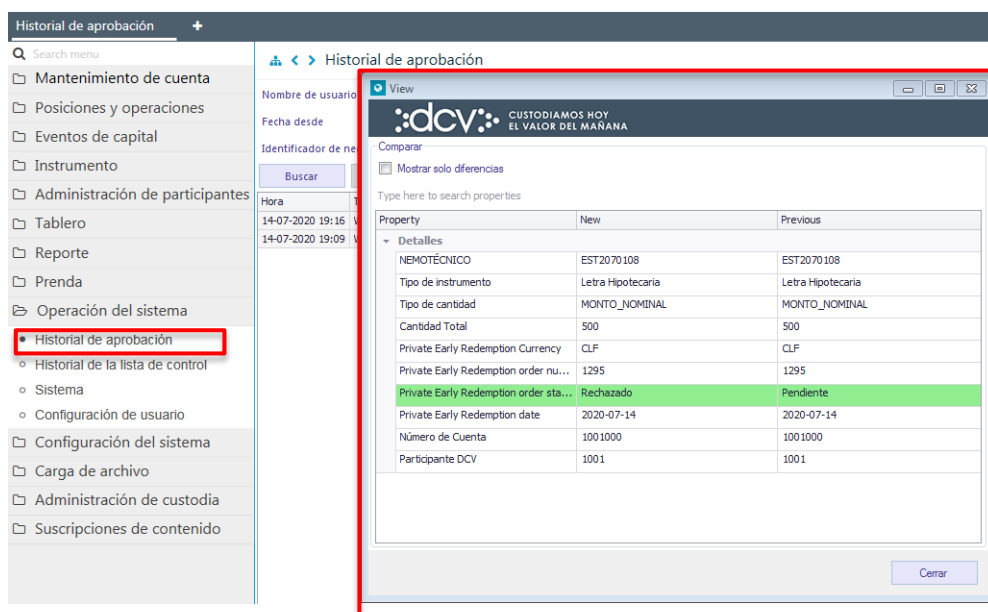 Historial de aprobación +
Search menu
Mantenimiento de cuenta
Posiciones y operaciones
Eventos de capital
Instrumento
Administración de participantes
Tablero
Reporte
Prenda
Operación del sistema
Historial de aprobación
Historial de la lista de control
Sistema
Configuración de usuario
Configuración del sistema
Carga de archivo
Administración de custodia
Suscripciones de contenido
< > Historial de aprobación
Nombre de usuario
Fecha desde
Identificador de ne
Buscar
Hora
14-07-2020 19:16
14-07-2020 19:09
View
dcv CUSTODIAMOS HOY
EL VALOR DEL MAÑANA
Comparar
Mostrar solo diferencias
Type here to search properties
Property New Previous
Detalles
NEMOTÉCNICO EST2070108 EST2070108
Tipo de instrumento Letra Hipotecaria Letra Hipotecaria
Tipo de cantidad MONTO_NOMINAL MONTO_NOMINAL
Cantidad Total 500 500
Private Early Redemption Currency CLF CLF
Private Early Redemption order nu... 1295 1295
Private Early Redemption order sta... Rechazado Pendiente
Private Early Redemption date 2020-07-14 2020-07-14
Número de Cuenta 1001000 1001000
Participante DCV 1001 1001
Cerrar